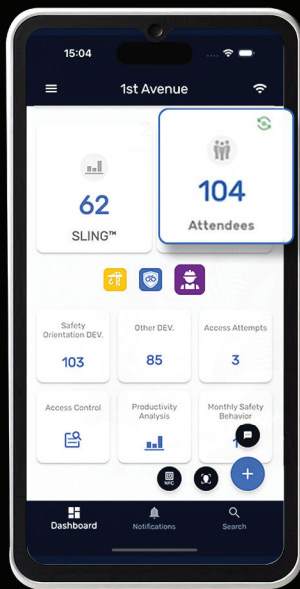 15:04
1st Avenue
62
SLING™
104
Attendees
Safety
Orientation DEV.
103
Other DEV.
85
Access Attempts
3
Access Control
Productivity
Analysis
Monthly Safety
Behavior
NFC
Dashboard
Notifications
Search